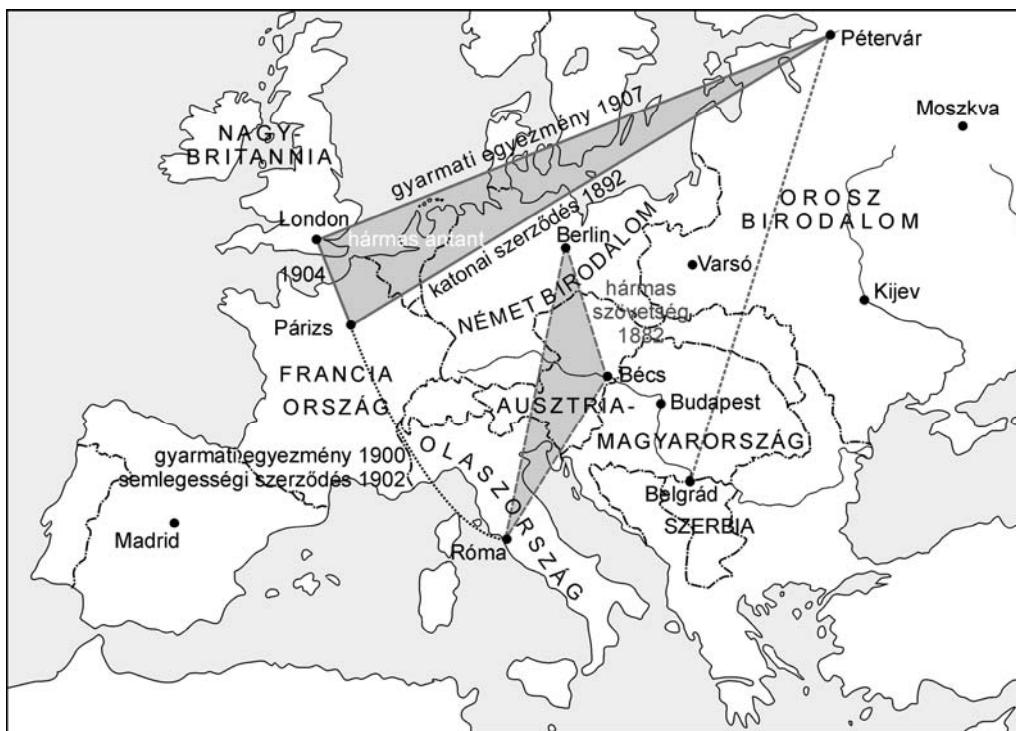 Pétervár
Moszkva
NAGY-
BRITANNIA
gyarmati egyezmény 1907
OROSZ
BIRODALOM
London
hármas antant
katonai szerződés 1892
Berlin
1904
Varsó
NÉMET BIRODALOM
hármas
szövetség
1882
Kijev
Párizs
FRANCIA
ORSZÁG
Bécs
AUSZTRIA-
Budapest
MAGYARORSZÁG
gyarmati egyezmény 1900
semlegességi szerződés 1902
OLASZORSZÁG
Belgrád
SZERBIA
Madrid
Róma